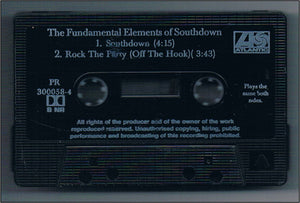 The Fundamental Elements of Southdown
1. Southdown (4:15)
2. Rock The Party (Off The Hook)( 3:43)
PR
300058-4
B NR
ATLANTIC
Plays the
same both
sides.
All rights of the producer and of the owner of the work
reproduced reserved. Unauthorised copying, hiring, public
performance and broadcasting of this recording prohibited.